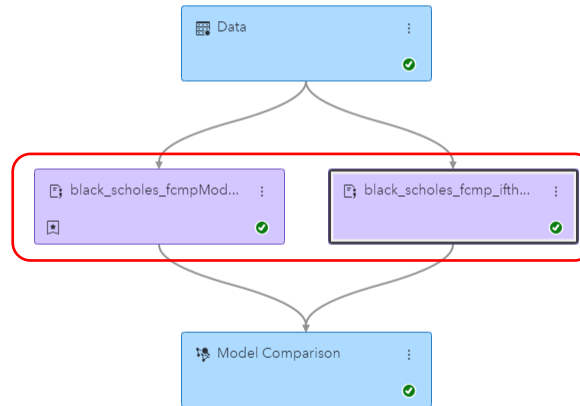 Data
black_scholes_fcmpMod...
black_scholes_fcmp_ifth...
Model Comparison